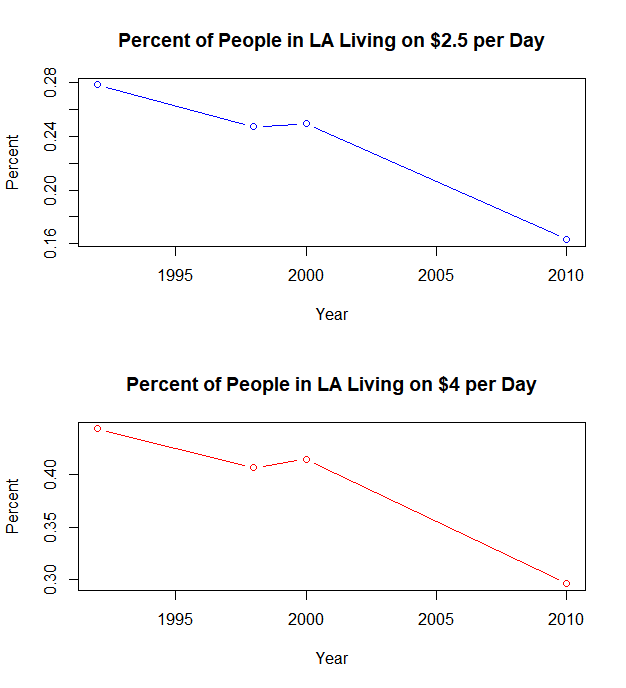 Percent of People in LA Living on $2.5 per Day
Percent
0.28
0.24
0.20
0.16
1995 2000 2005 2010
Year
Percent of People in LA Living on $4 per Day
Percent
0.40
0.35
0.30
1995 2000 2005 2010
Year